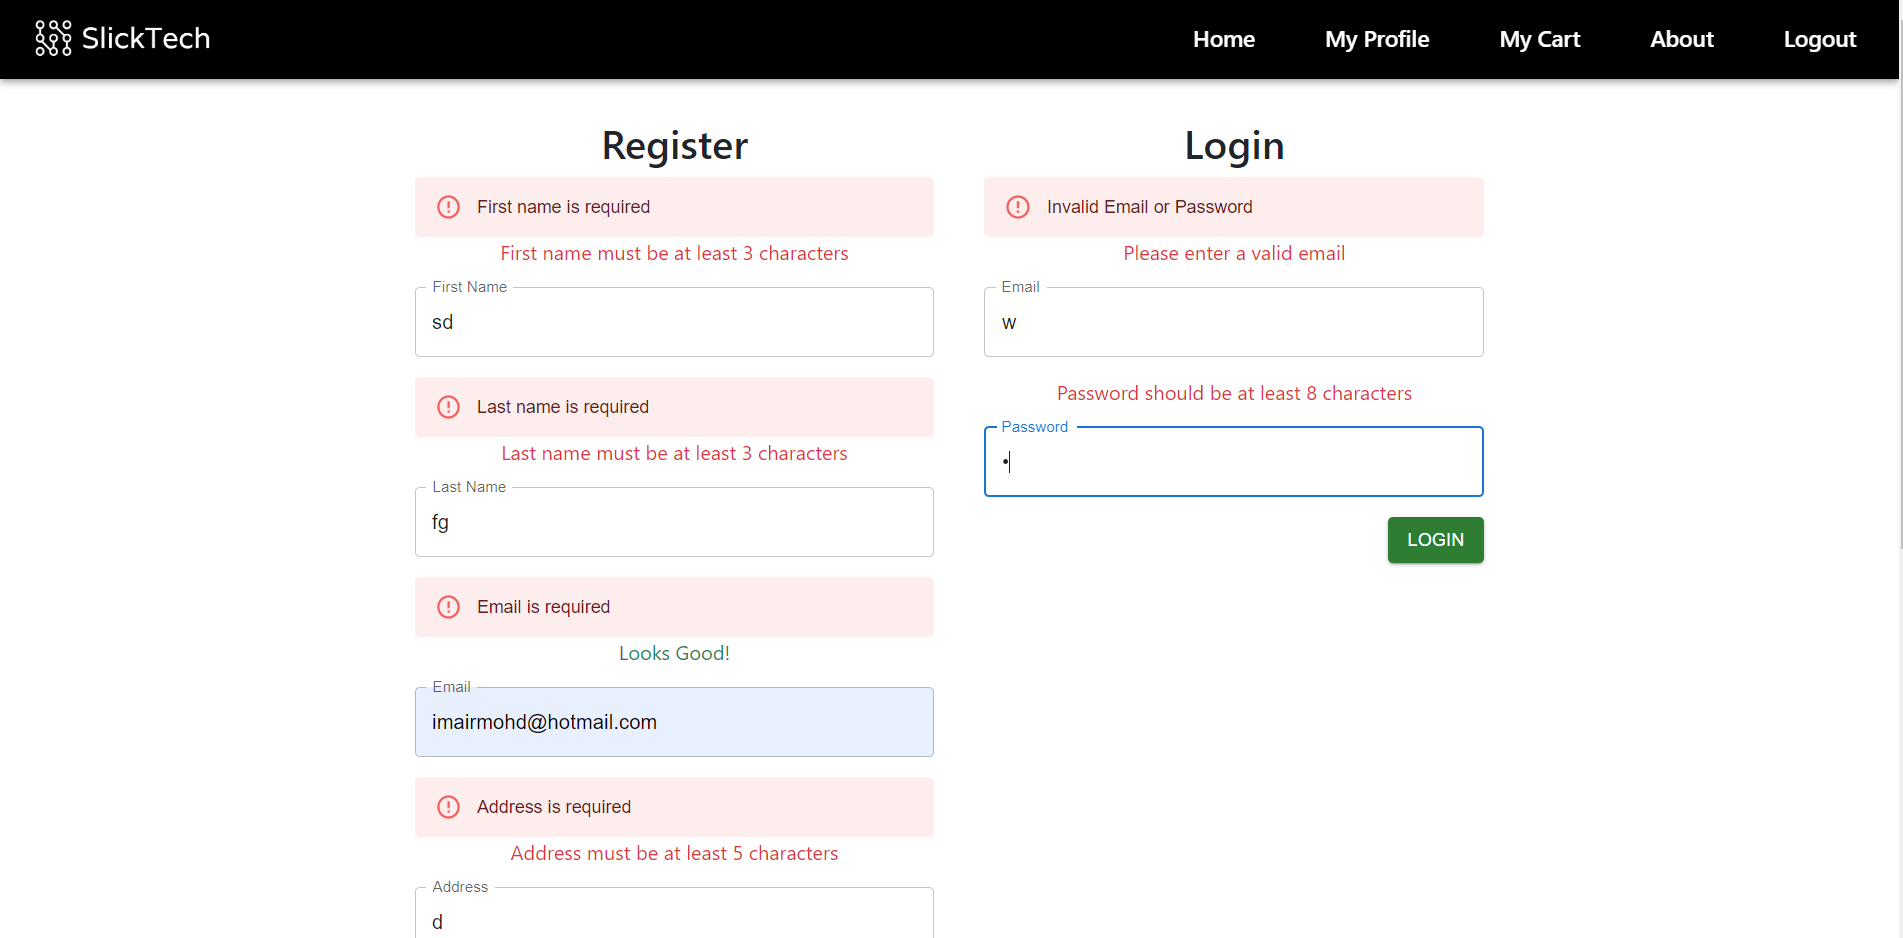 SlickTech
Home My Profile My Cart About Logout
Register
First name is required
First name must be at least 3 characters
First Name
sd
Last name is required
Last name must be at least 3 characters
Last Name
fg
Email is required
Looks Good!
Email
imairmohd@hotmail.com
Address is required
Address must be at least 5 characters
Address
d
Login
Invalid Email or Password
Please enter a valid email
Email
w
Password should be at least 8 characters
Password
•
LOGIN